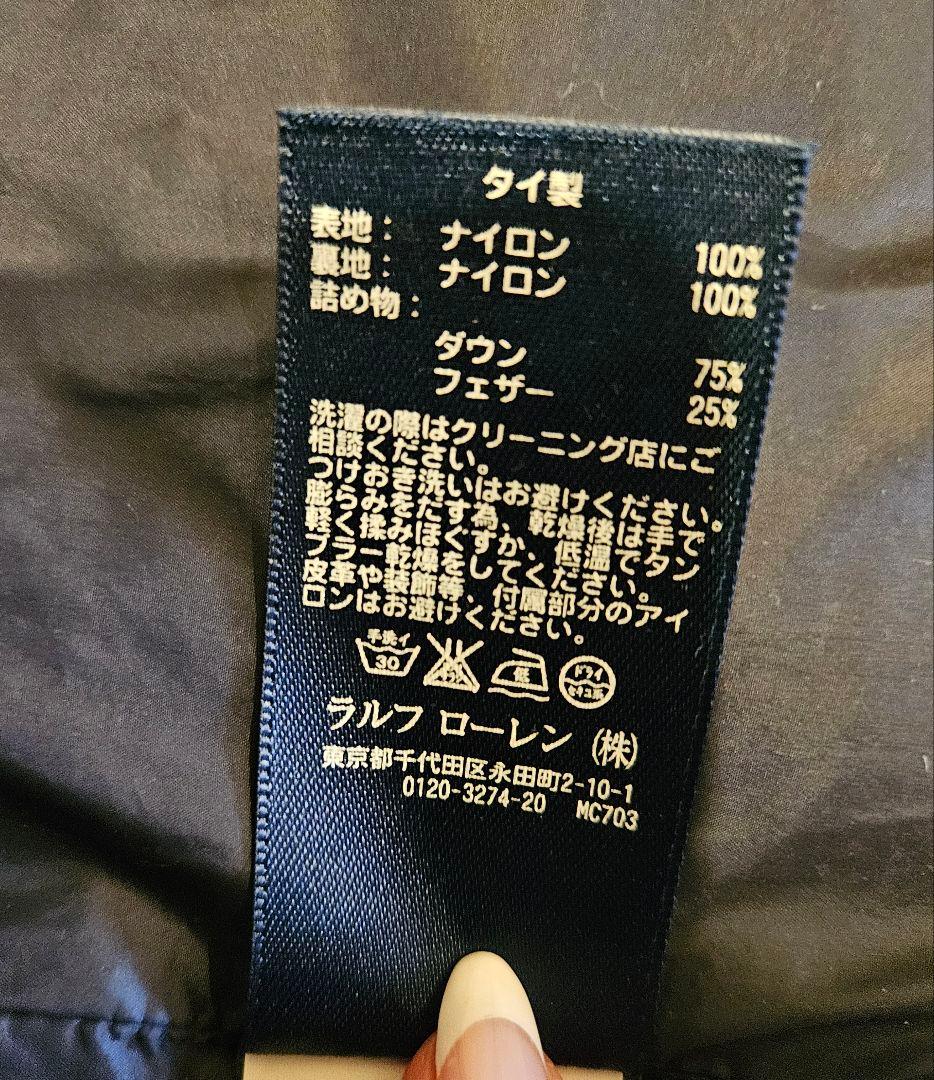 タイ製
表地： ナイロン 100%
裏地： ナイロン 100%
詰め物：
ダウン 75%
フェザー 25%
洗濯の際はクリーニング店にご
相談ください。
つけおき洗いはお避けください。
膨らみをだす為、乾燥後は手で
軽く揉みほぐすか、低温でタン
ブラー乾燥をしてください。
皮革や装飾等、付属部分のアイ
ロンはお避けください。
手洗イ 30 低 ドライ
ラルフ ローレン (株)
東京都千代田区永田町2-10-1
0120-3274-20 MC703